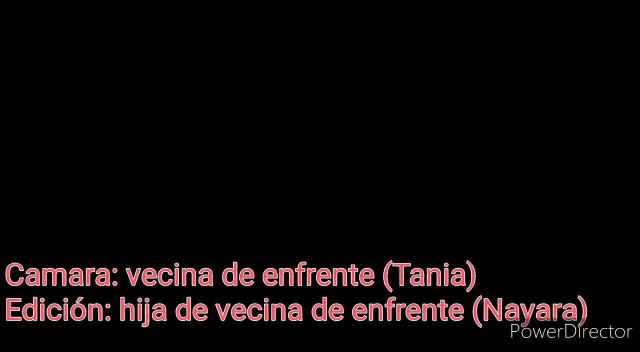 Camara: vecina de enfrente (Tania)
Edición: hija de vecina de enfrente (Nayara)
PowerDirector